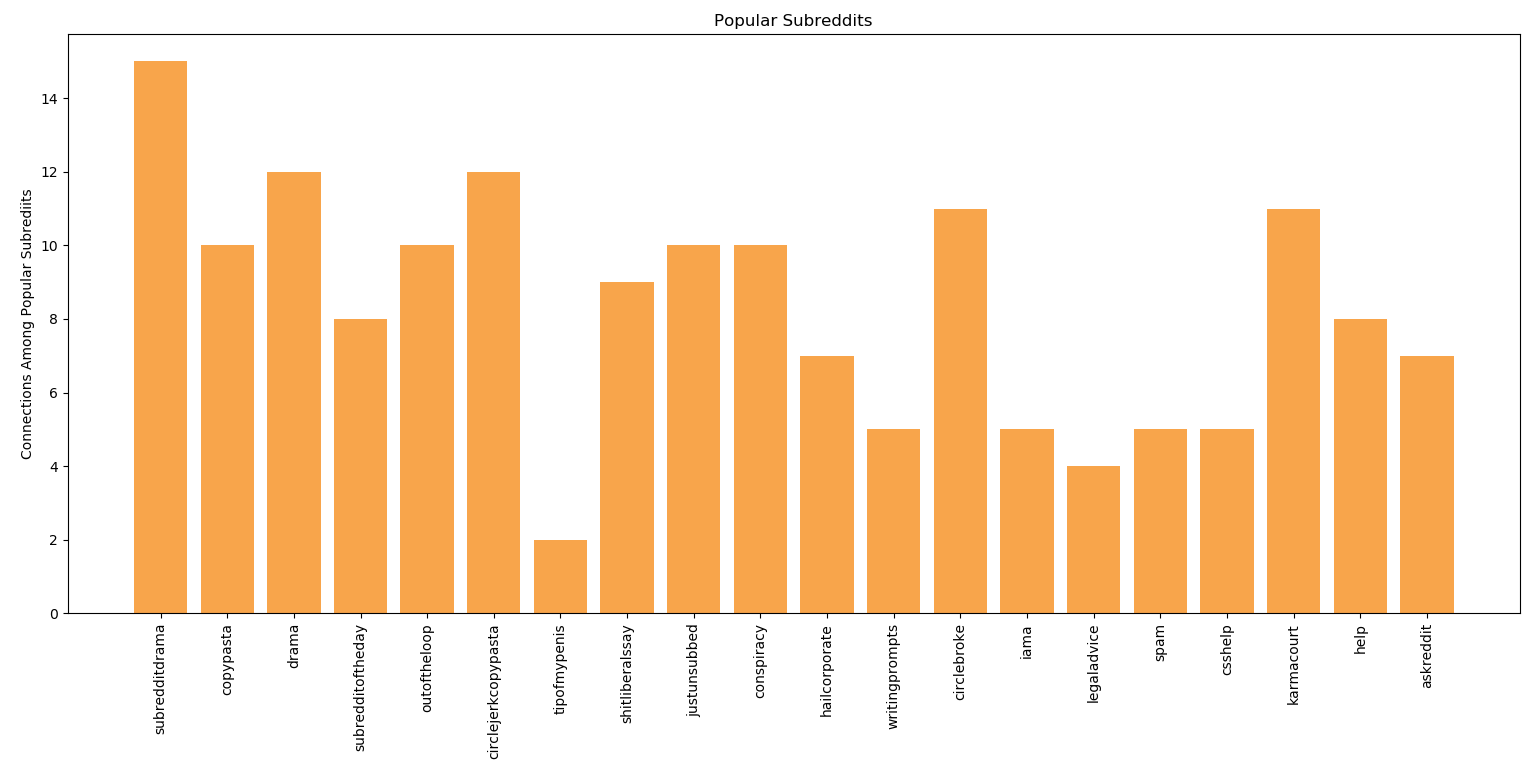 Popular Subreddits
Connections Among Popular Subrediits
14
12
10
8
6
4
2
0
subredditdrama
copypasta
drama
subredditoftheday
outoftheloop
circlejerkcopypasta
tipofmypenis
shitliberalssay
justunsubbed
conspiracy
hailcorporate
writingprompts
circlebroke
iama
legaladvice
spam
csshelp
karmacourt
help
askreddit